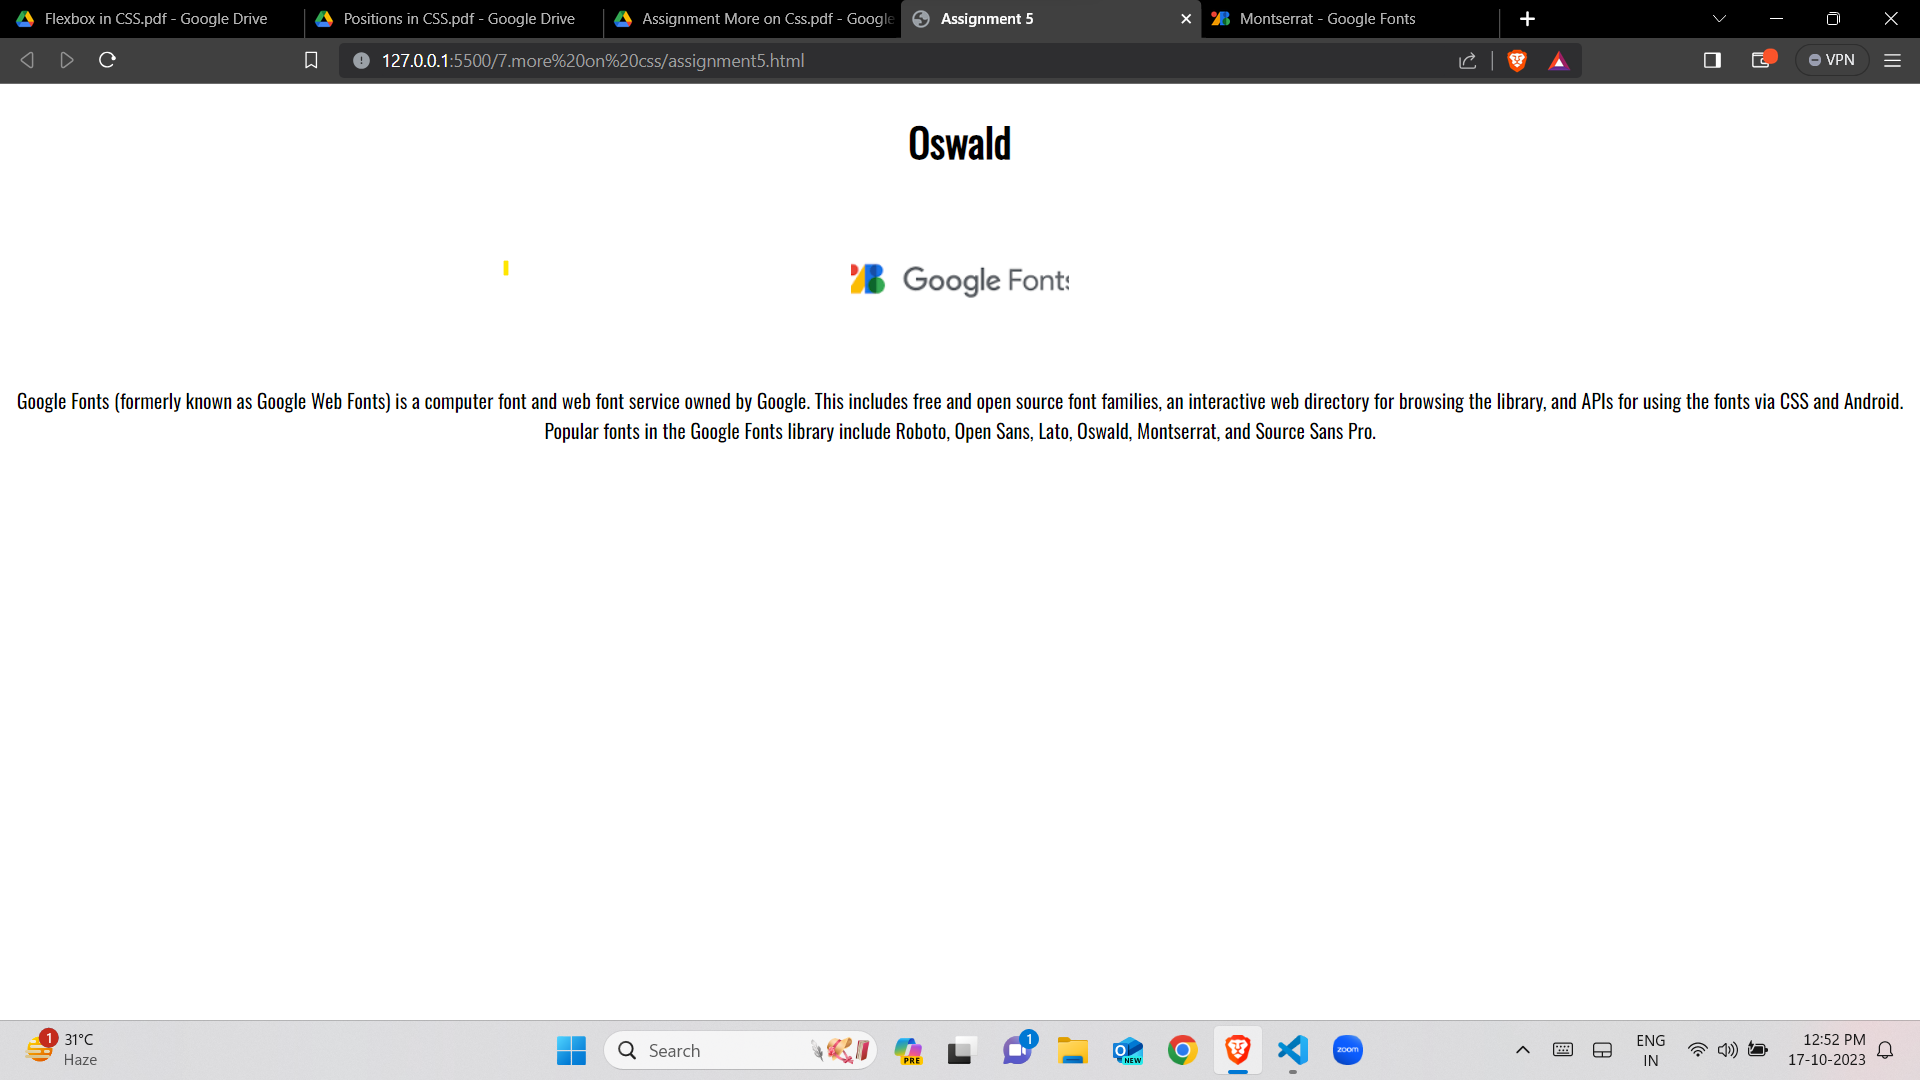 Flexbox in CSS.pdf - Google Drive
Positions in CSS.pdf - Google Drive
Assignment More on Css.pdf - Google
Assignment 5
Montserrat - Google Fonts
127.0.0.1:5500/7.more%20on%20css/assignment5.html
VPN
Oswald
Google Fonts
Google Fonts (formerly known as Google Web Fonts) is a computer font and web font service owned by Google. This includes free and open source font families, an interactive web directory for browsing the library, and APIs for using the fonts via CSS and Android.
Popular fonts in the Google Fonts library include Roboto, Open Sans, Lato, Oswald, Montserrat, and Source Sans Pro.
1
31°C
Haze
Search
PRE
1
NEW
zoom
ENG
IN
12:52 PM
17-10-2023